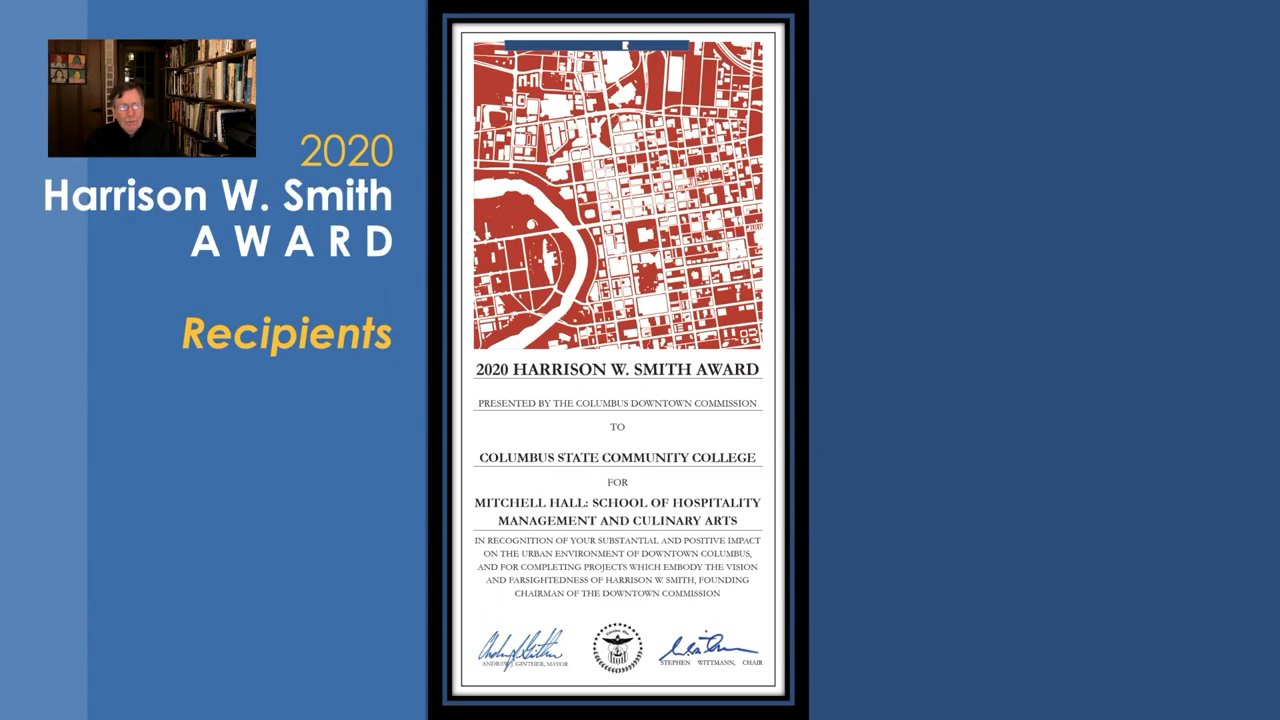 2020
Harrison W. Smith
AWARD
Recipients
2020 HARRISON W. SMITH AWARD
PRESENTED BY THE COLUMBUS DOWNTOWN COMMISSION
TO
COLUMBUS STATE COMMUNITY COLLEGE
FOR
MITCHELL HALL: SCHOOL OF HOSPITALITY
MANAGEMENT AND CULINARY ARTS
IN RECOGNITION OF YOUR SUBSTANTIAL AND POSITIVE IMPACT
ON THE URBAN ENVIRONMENT OF DOWNTOWN COLUMBUS,
AND FOR COMPLETING PROJECTS WHICH EMBODY THE VISION
AND FARSIGHTEDNESS OF HARRISON W. SMITH, FOUNDING
CHAIRMAN OF THE DOWNTOWN COMMISSION
ANDREW J. GINTHER, MAYOR
STEPHEN WITTMANN, CHAIR